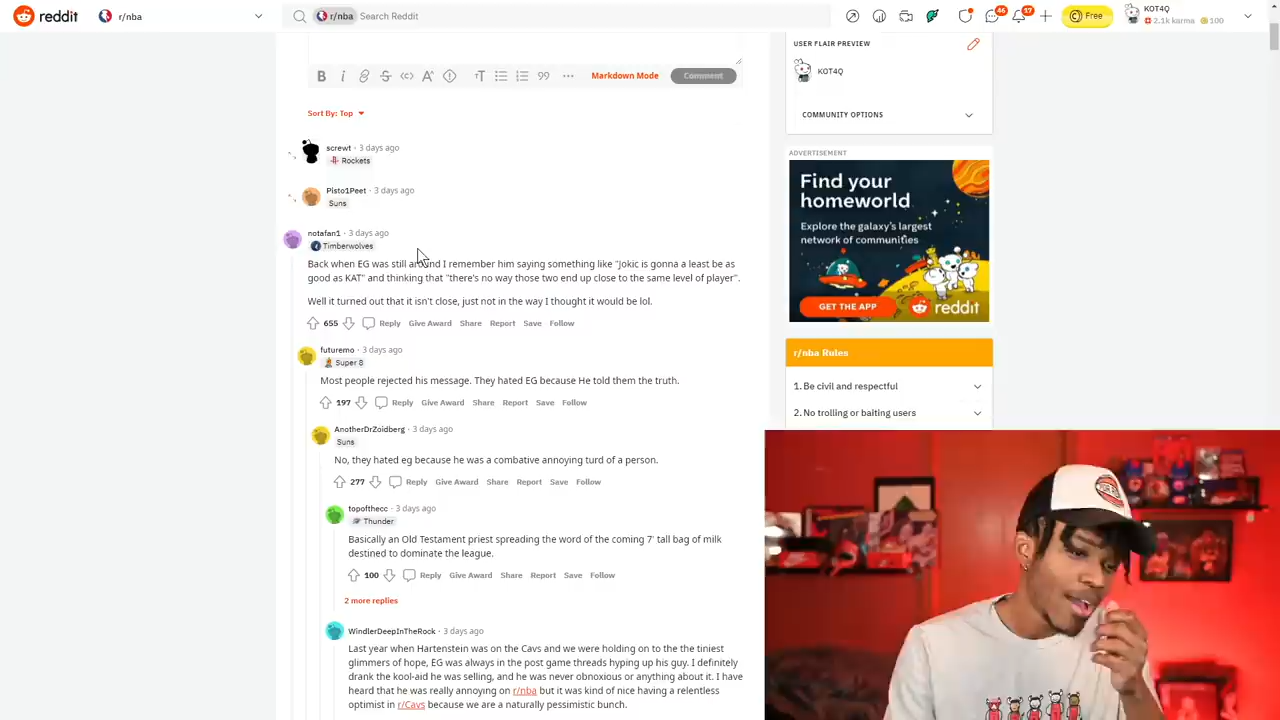 reddit
r/nba
r/nba Search Reddit
46
17
Free
KOT4Q
2.1k karma 100
USER FLAIR PREVIEW
KOT4Q
COMMUNITY OPTIONS
B i
99
Markdown Mode
Comment
Sort By: Top
screwt · 3 days ago
Rockets
Pisto1Peet · 3 days ago
Suns
notafan1 · 3 days ago
Timberwolves
Back when EG was still around I remember him saying something like "Jokic is gonna a least be as
good as KAT" and thinking that "there's no way those two end up close to the same level of player".
Well it turned out that it isn't close, just not in the way I thought it would be lol.
655 Reply Give Award Share Report Save Follow
futuremo · 3 days ago
Super 8
Most people rejected his message. They hated EG because He told them the truth.
197 Reply Give Award Share Report Save Follow
AnotherDrZoidberg · 3 days ago
Suns
No, they hated eg because he was a combative annoying turd of a person.
277 Reply Give Award Share Report Save Follow
topofthecc · 3 days ago
Thunder
Basically an Old Testament priest spreading the word of the coming 7' tall bag of milk
destined to dominate the league.
100 Reply Give Award Share Report Save Follow
2 more replies
WindlerDeepInTheRock · 3 days ago
Last year when Hartenstein was on the Cavs and we were holding on to the the tiniest
glimmers of hope, EG was always in the post game threads hyping up his guy. I definitely
drank the kool-aid he was selling, and he was never obnoxious or anything about it. I have
heard that he was really annoying on r/nba but it was kind of nice having a relentless
optimist in r/Cavs because we are a naturally pessimistic bunch.
ADVERTISEMENT
Find your
homeworld
Explore the galaxy's largest
network of communities
GET THE APP
reddit
r/nba Rules
1. Be civil and respectful
2. No trolling or baiting users